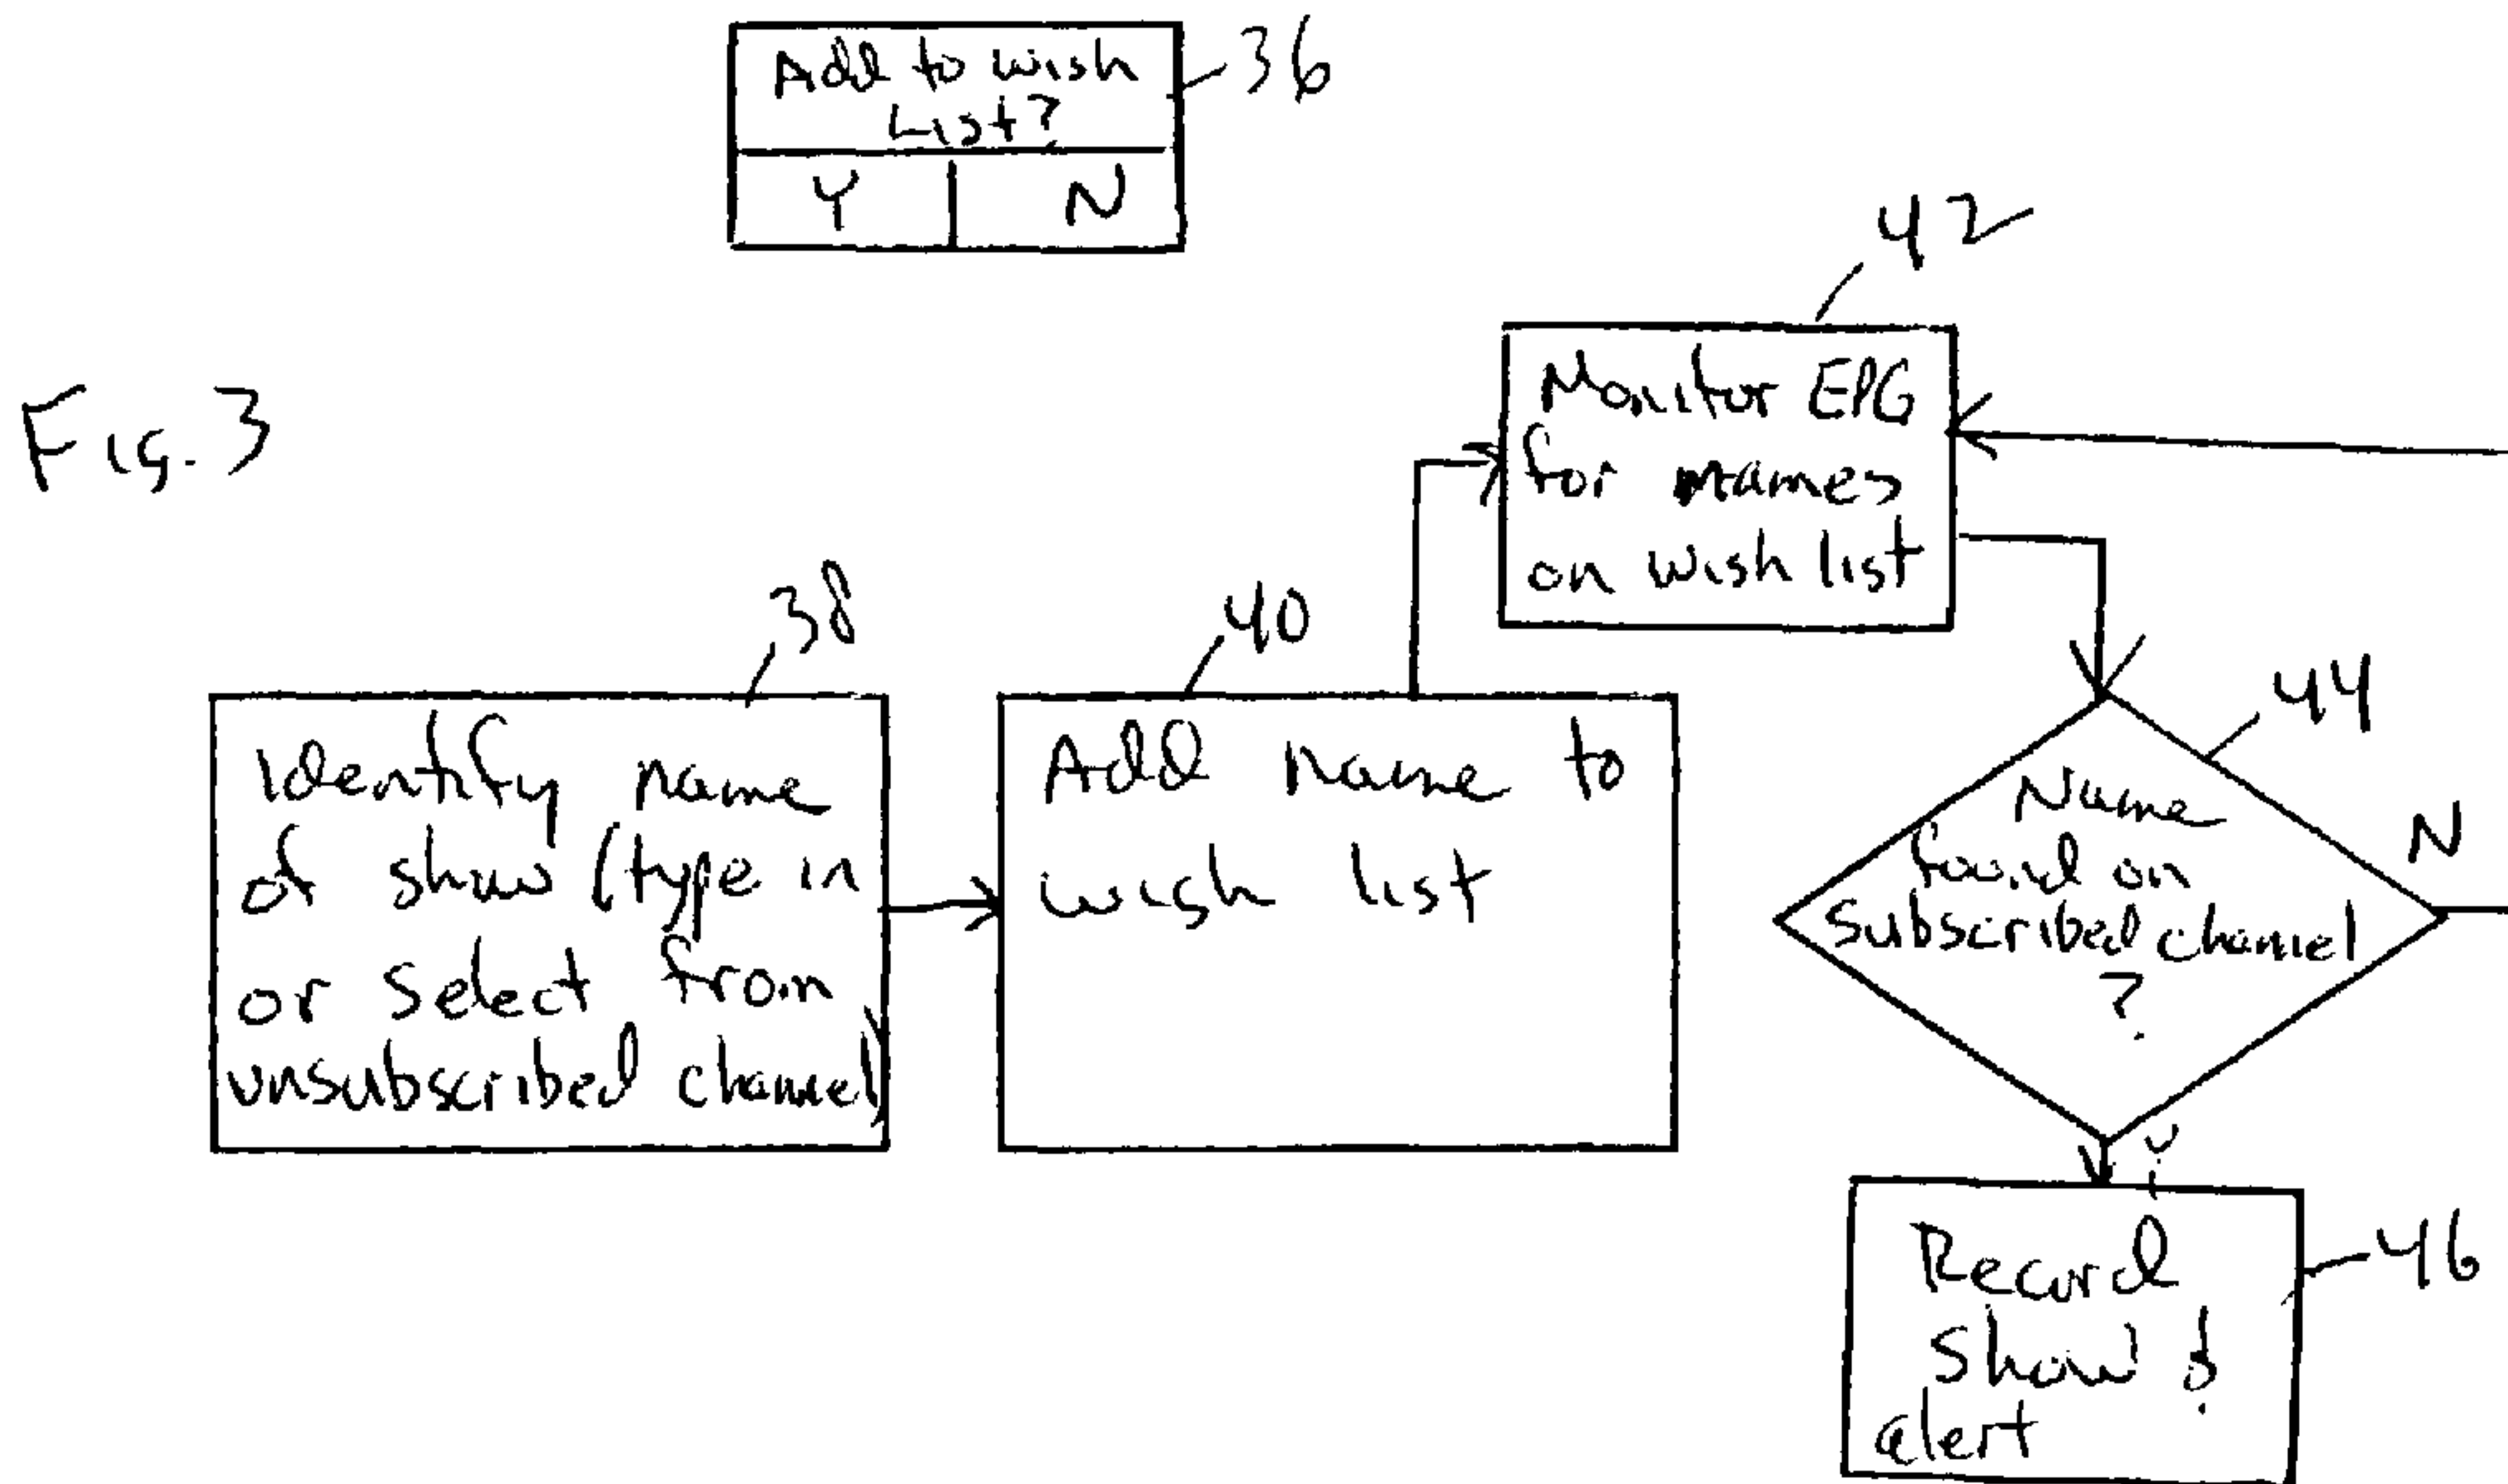 Add to wish
List?
36
Y
N
42
Fig. 3
Monitor EPG
for names
on wish list
38
40
44
Identify name
of show (type in
or select from
unsubscribed channel)
Add name to
wish list
Name
found on
subscribed channel
?
N
Y
Record
show &
alert
46